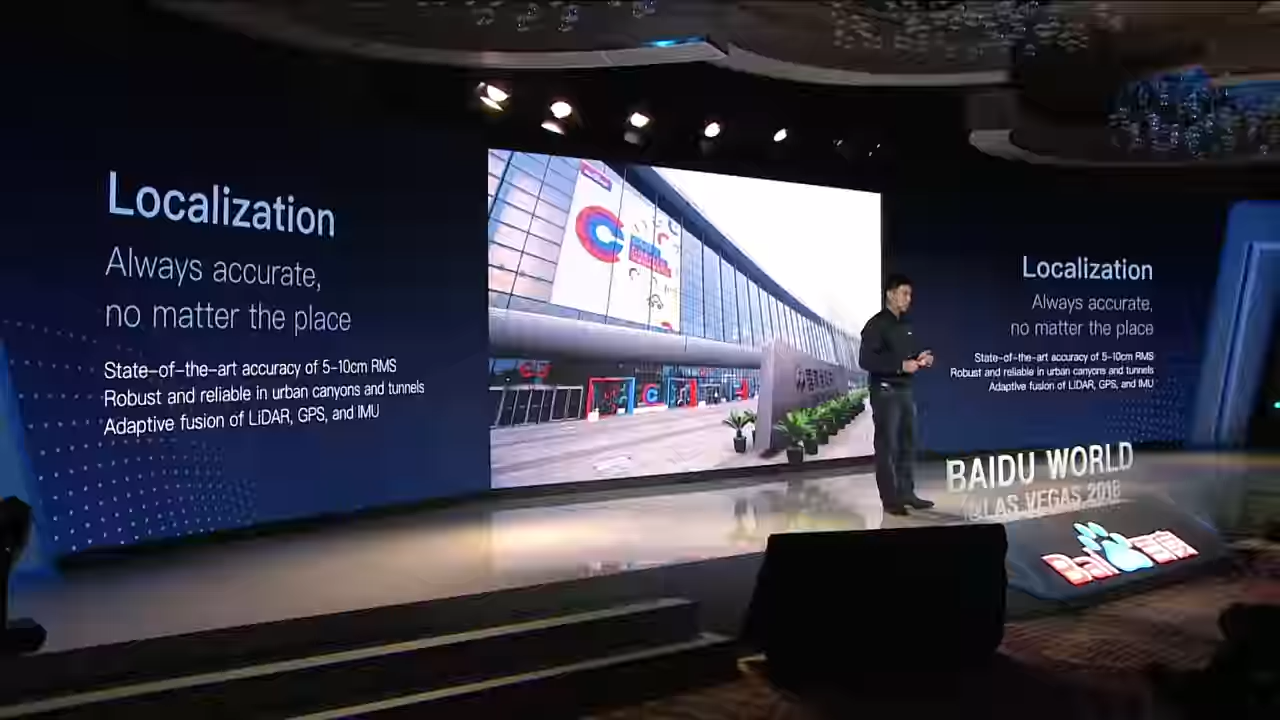 Localization
Always accurate,
no matter the place
State-of-the-art accuracy of 5-10cm RMS
Robust and reliable in urban canyons and tunnels
Adaptive fusion of LiDAR, GPS, and IMU
Localization
Always accurate,
no matter the place
State-of-the-art accuracy of 5-10cm RMS
Robust and reliable in urban canyons and tunnels
Adaptive fusion of LiDAR, GPS, and IMU
BAIDU WORLD
@LAS VEGAS 2018
Bai百度